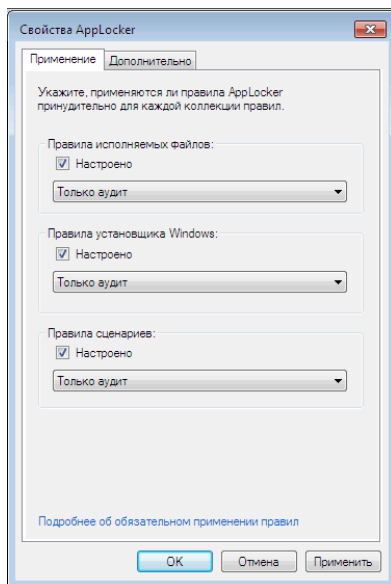 Свойства AppLocker
Применение
Дополнительно
Укажите, применяются ли правила AppLocker
принудительно для каждой коллекции правил.
Правила исполняемых файлов:
Настроено
Только аудит
Правила установщика Windows:
Настроено
Только аудит
Правила сценариев:
Настроено
Только аудит
Подробнее об обязательном применении правил
OK
Отмена
Применить